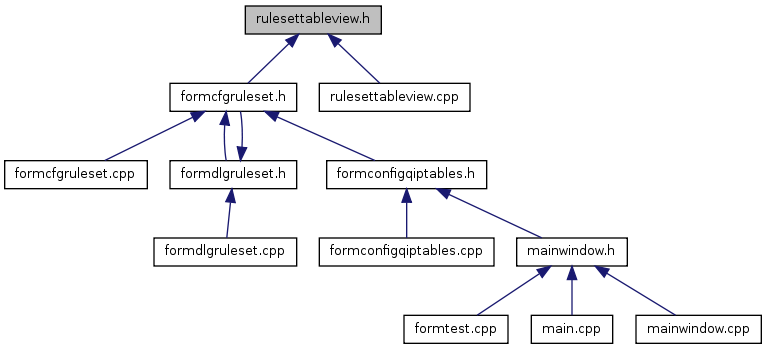 rulesettableview.h
formcfgruleset.h
rulesettableview.cpp
formcfgruleset.cpp
formdlgruleset.h
formconfigqiptables.h
formdlgruleset.cpp
formconfigqiptables.cpp
mainwindow.h
formtest.cpp
main.cpp
mainwindow.cpp